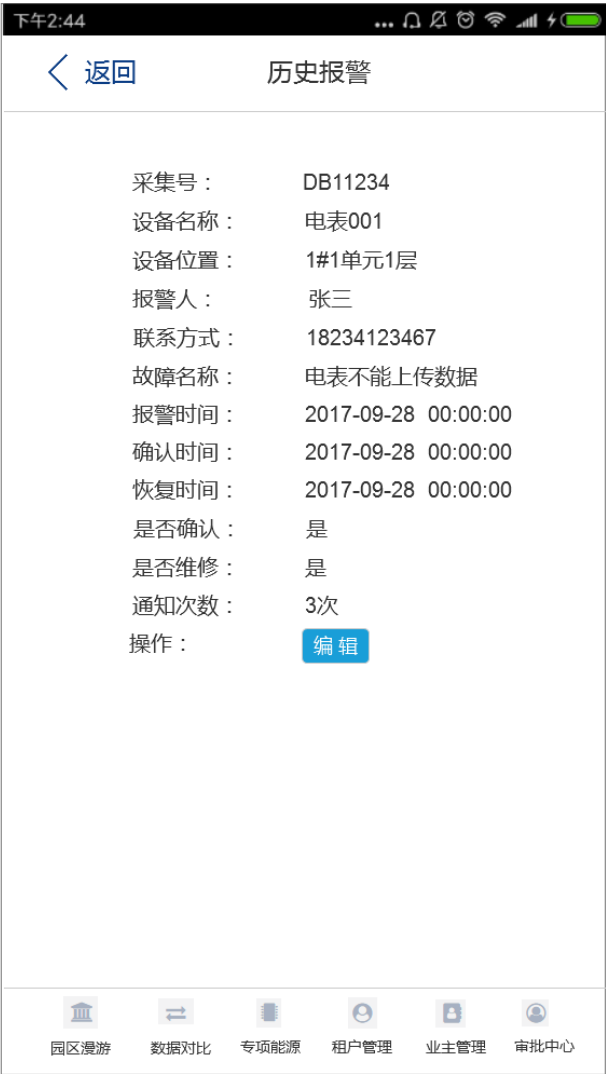 下午2:44
返回 历史报警
采集号： DB11234
设备名称： 电表001
设备位置： 1#1单元1层
报警人： 张三
联系方式： 18234123467
故障名称： 电表不能上传数据
报警时间： 2017-09-28 00:00:00
确认时间： 2017-09-28 00:00:00
恢复时间： 2017-09-28 00:00:00
是否确认： 是
是否维修： 是
通知次数： 3次
操作： 编辑
园区漫游 数据对比 专项能源 租户管理 业主管理 审批中心